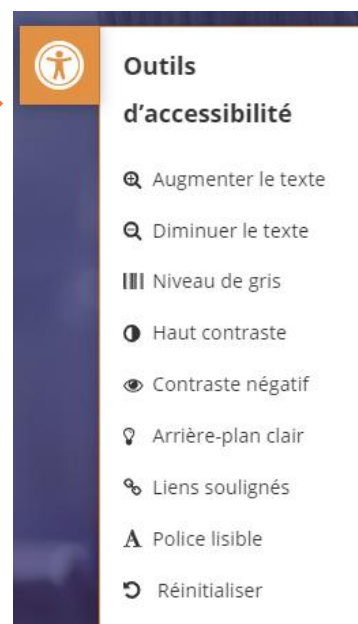 Outils
d’accessibilité
Augmenter le texte
Diminuer le texte
Niveau de gris
Haut contraste
Contraste négatif
Arrière-plan clair
Liens soulignés
Police lisible
Réinitialiser